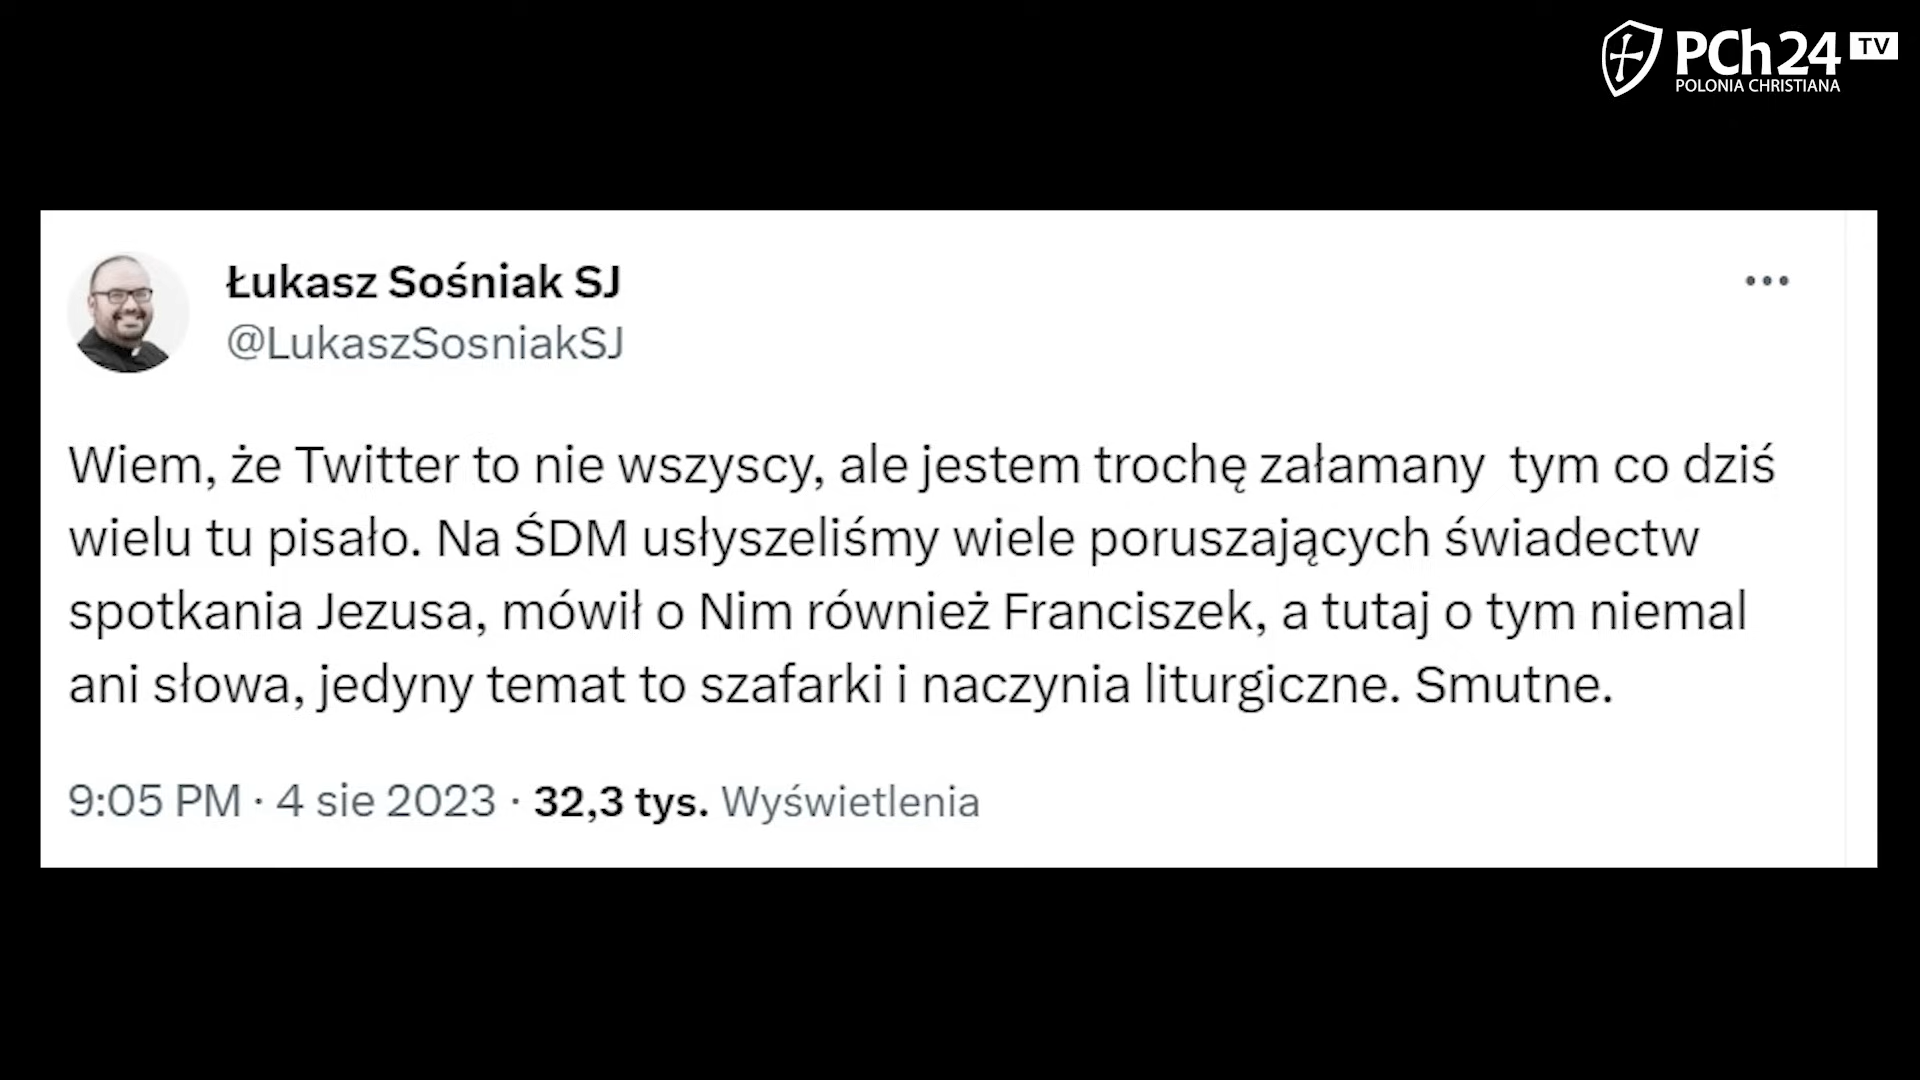 PCh24 TV
POLONIA CHRISTIANA
Łukasz Sośniak SJ
@LukaszSosniakSJ
Wiem, że Twitter to nie wszyscy, ale jestem trochę załamany  tym co dziś
wielu tu pisało. Na ŚDM usłyszeliśmy wiele poruszających świadectw
spotkania Jezusa, mówił o Nim również Franciszek, a tutaj o tym niemal
ani słowa, jedyny temat to szafarki i naczynia liturgiczne. Smutne.
9:05 PM · 4 sie 2023 · 32,3 tys. Wyświetlenia